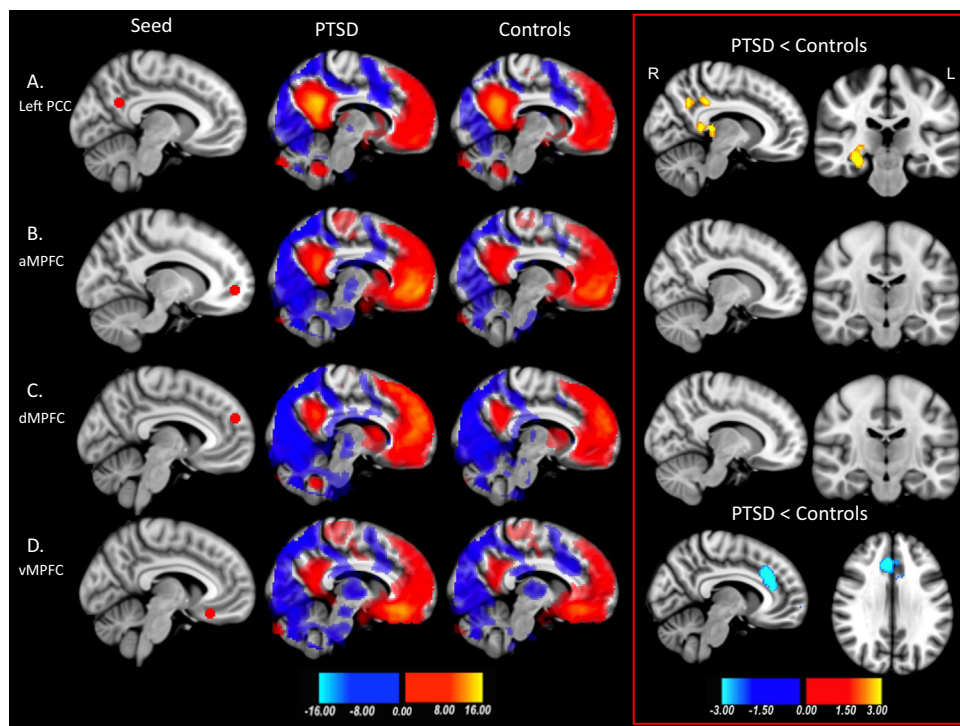 Seed PTSD Controls
PTSD < Controls
R L
A.
Left PCC
B.
aMPFC
C.
dMPFC
PTSD < Controls
D.
vMPFC
-16.00 -8.00 0.00 8.00 16.00
-3.00 -1.50 0.00 1.50 3.00